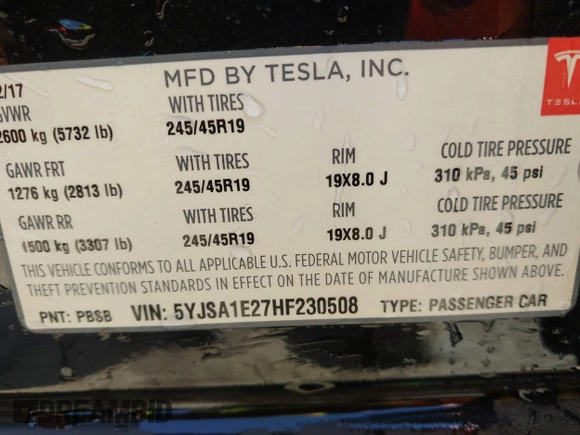 MFD BY TESLA, INC.
TESLA
2/17
GVWR WITH TIRES
2600 kg (5732 lb) 245/45R19
GAWR FRT WITH TIRES RIM COLD TIRE PRESSURE
1276 kg (2813 lb) 245/45R19 19X8.0 J 310 kPa, 45 psi
GAWR RR WITH TIRES RIM COLD TIRE PRESSURE
1500 kg (3307 lb) 245/45R19 19X8.0 J 310 kPa, 45 psi
THIS VEHICLE CONFORMS TO ALL APPLICABLE U.S. FEDERAL MOTOR VEHICLE SAFETY, BUMPER, AND
THEFT PREVENTION STANDARDS IN EFFECT ON THE DATE OF MANUFACTURE SHOWN ABOVE.
PNT: PBSB VIN: 5YJSA1E27HF230508 TYPE: PASSENGER CAR
DREAMBID